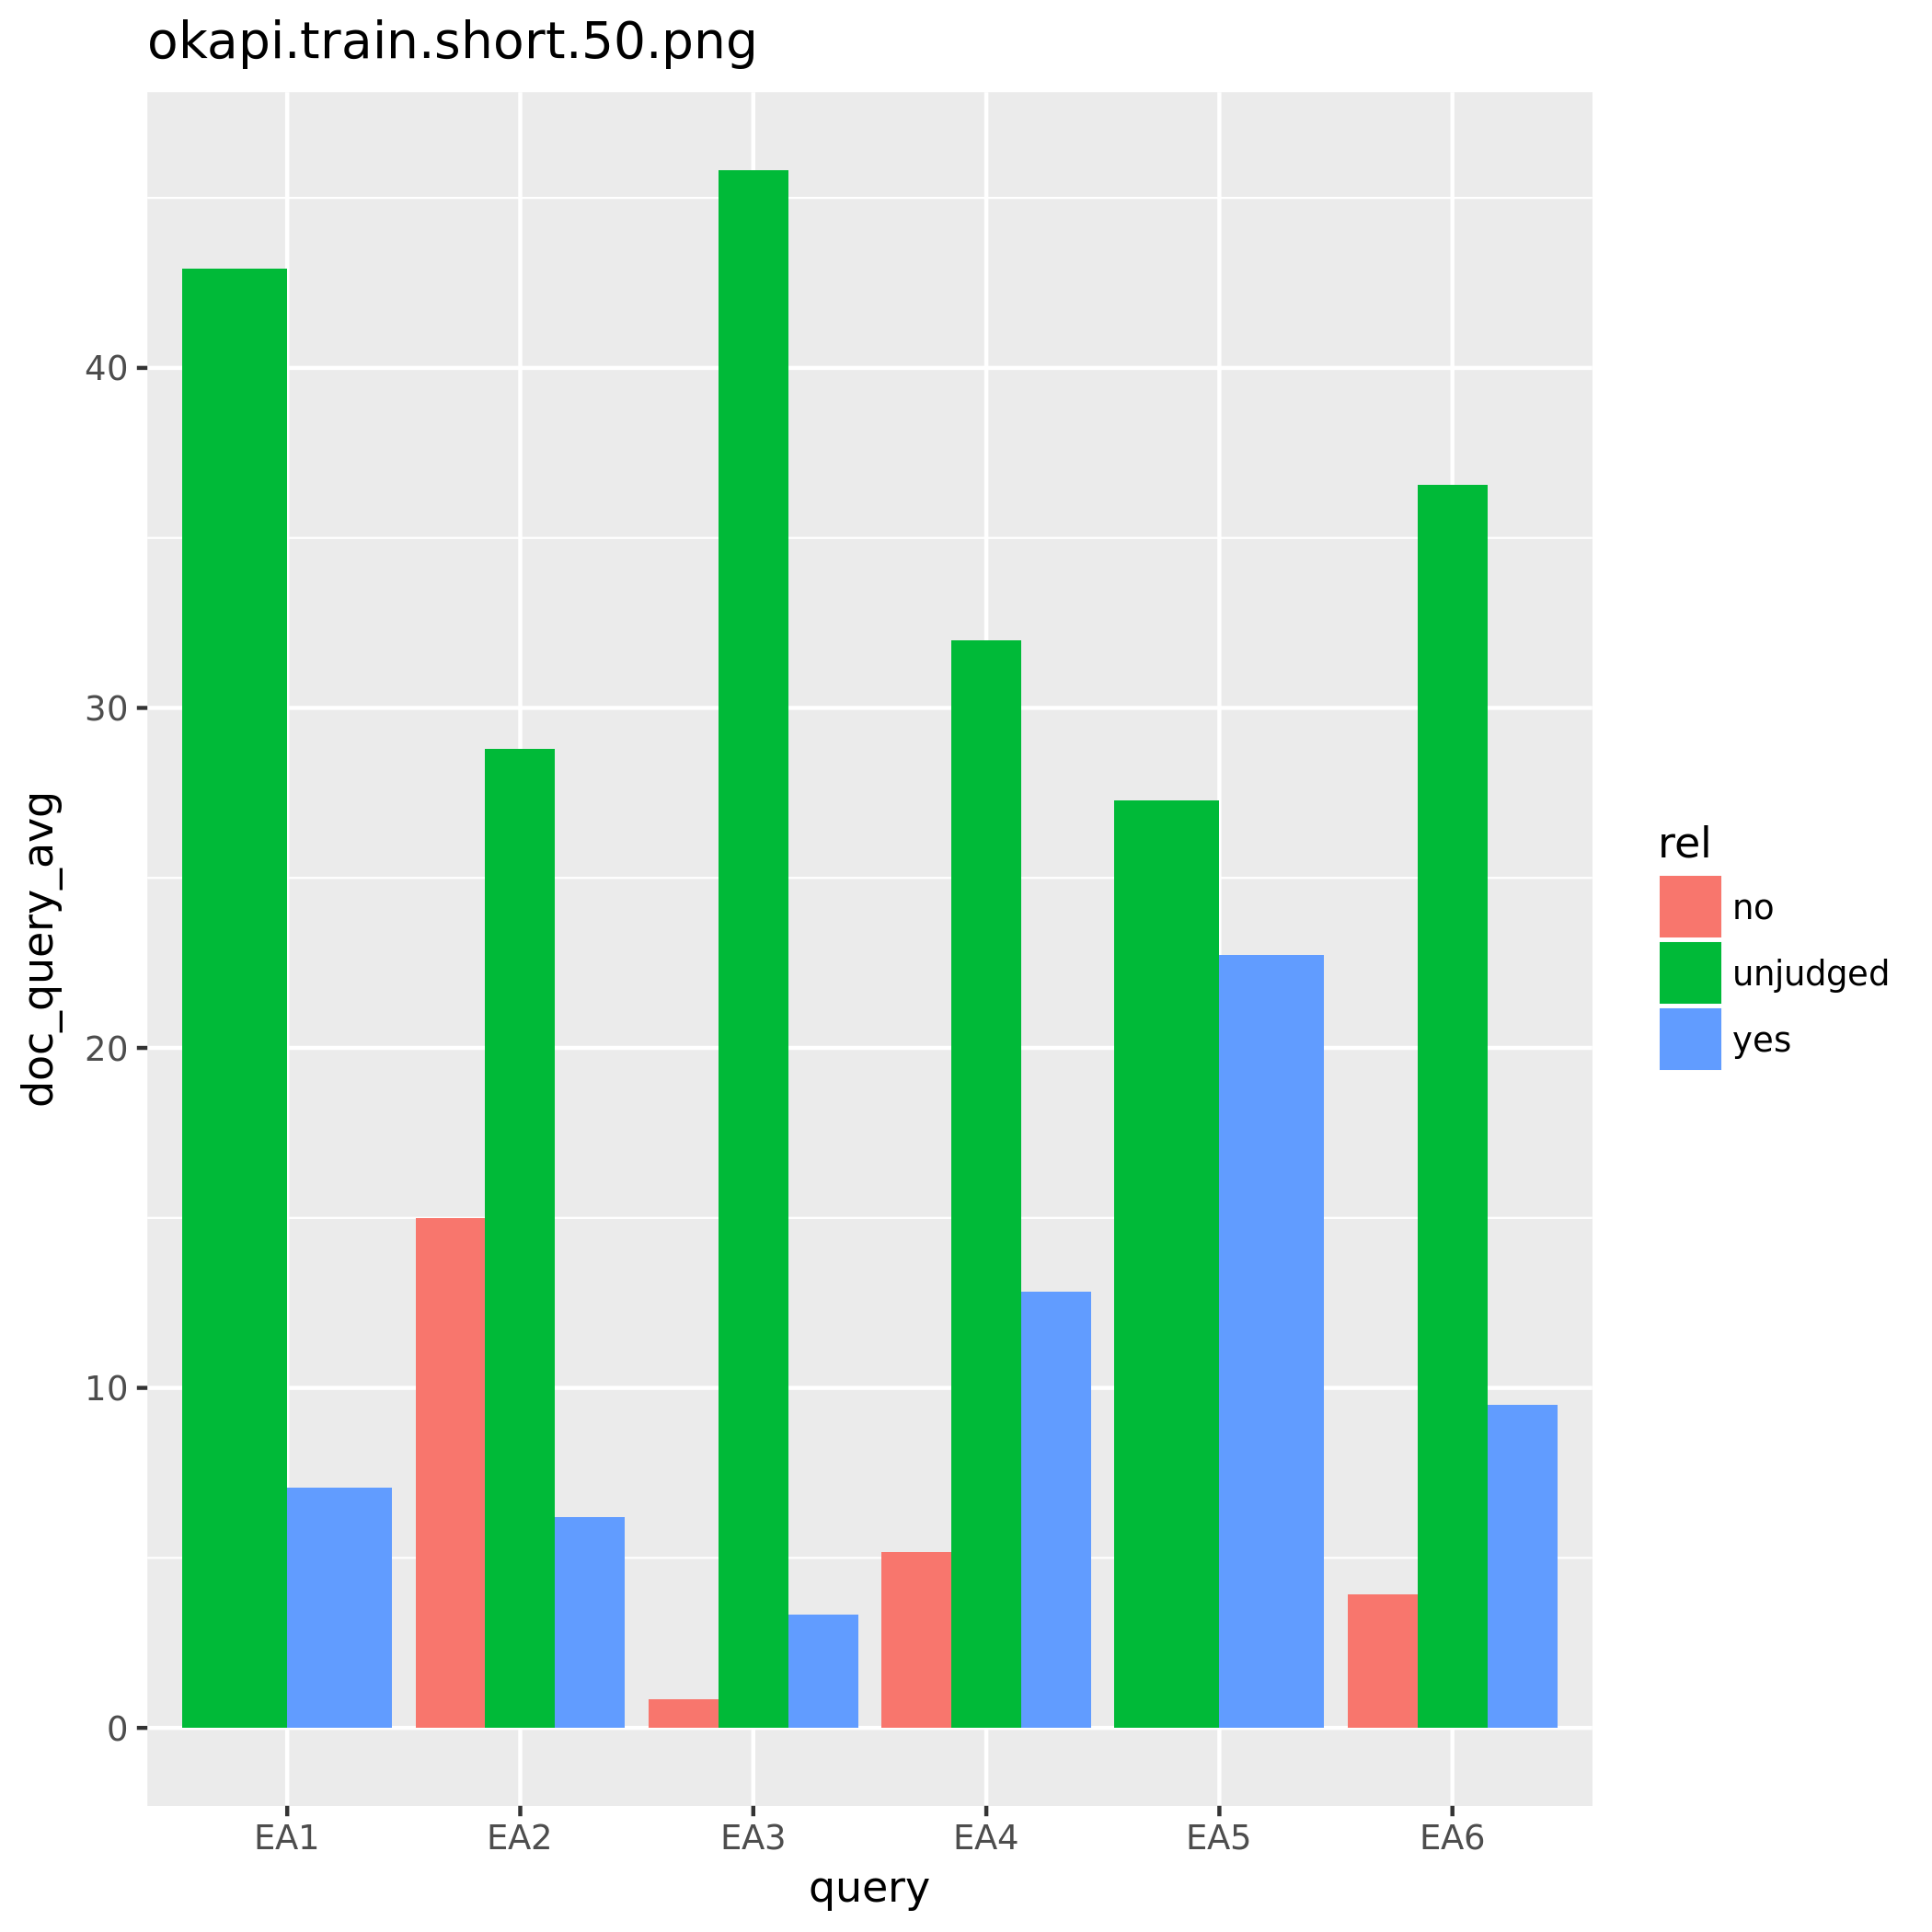 okapi.train.short.50.png
doc_query_avg
40
30
20
10
0
EA1 EA2 EA3 EA4 EA5 EA6
query
rel
no
unjudged
yes